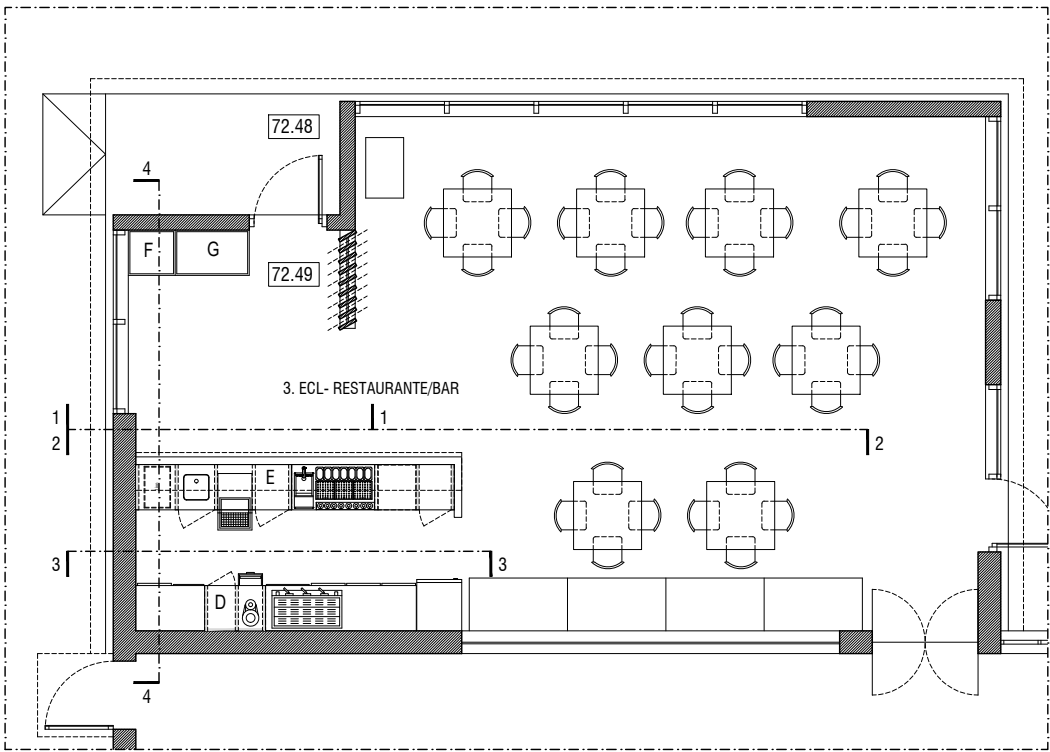 72.48
4
F G
72.49
3. ECL- RESTAURANTE/BAR
1 1
2 2
E
3 3
D
4